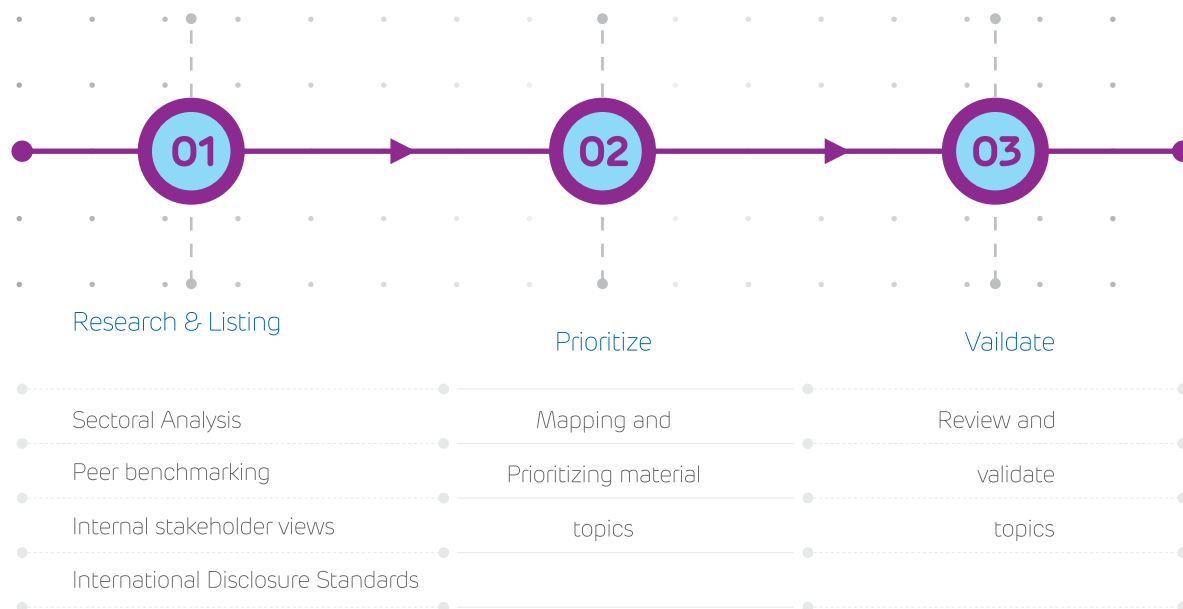 01
02
03
Research & Listing
Prioritize
Vaildate
Sectoral Analysis
Peer benchmarking
Internal stakeholder views
International Disclosure Standards
Mapping and
Prioritizing material
topics
Review and
validate
topics